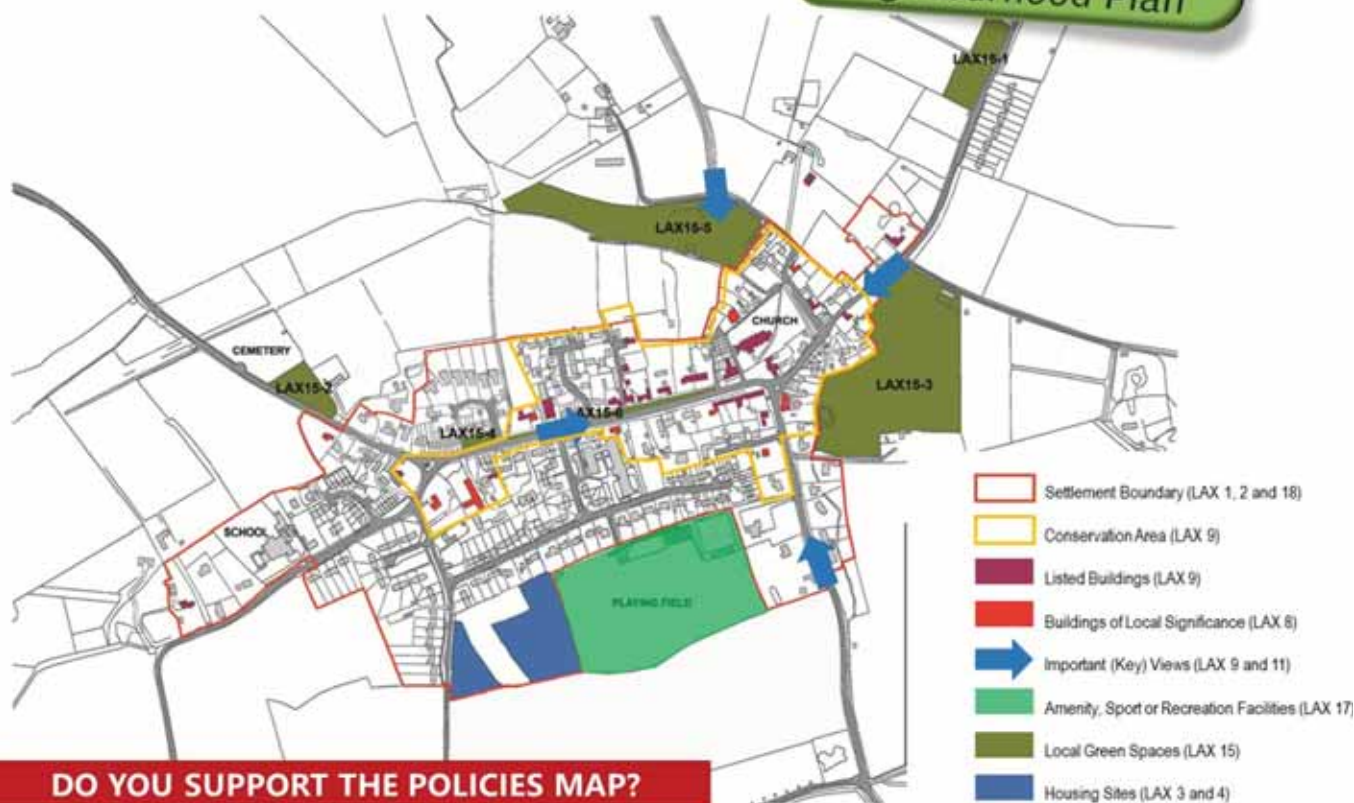 Plan
LAX15-1
LAX15-5
CHURCH
CEMETERY
LAX15-2
LAX15-3
AX15-6
LAX15-4
SCHOOL
PLAYING FIELD
Settlement Boundary (LAX 1, 2 and 18)
Conservation Area (LAX 9)
Listed Buildings (LAX 9)
Buildings of Local Significance (LAX 8)
Important (Key) Views (LAX 9 and 11)
Amenity, Sport or Recreation Facilities (LAX 17)
Local Green Spaces (LAX 15)
Housing Sites (LAX 3 and 4)
DO YOU SUPPORT THE POLICIES MAP?